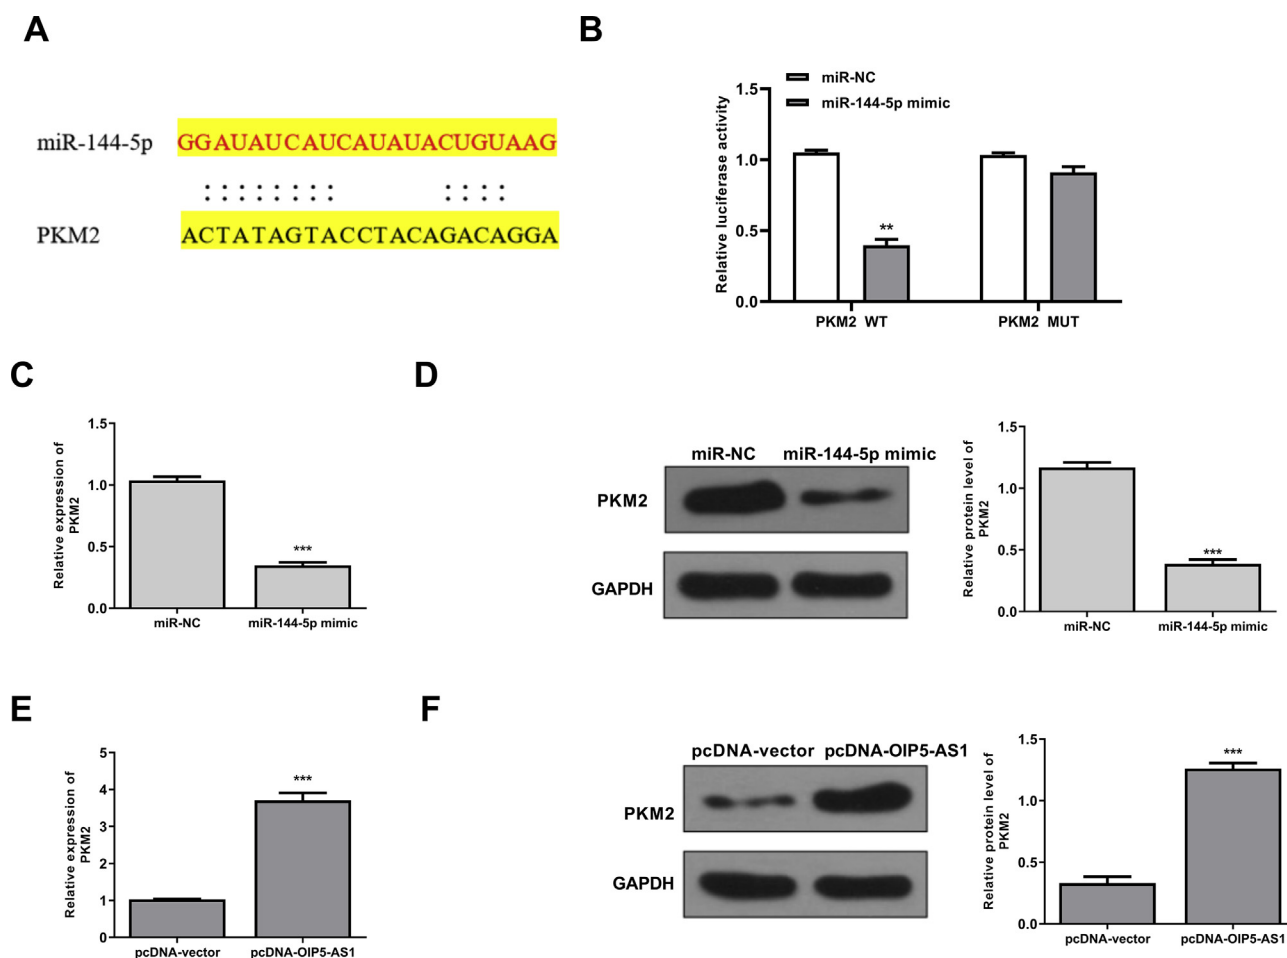 A
miR-144-5p GGAUAUCAUCAUAUACUGUAAG
PKM2 ACTATAGTACCTACAGACAGGA
B
miR-NC
miR-144-5p mimic
Relative luciferase activity
1.5
1.0
0.5
0.0
**
PKM2 WT PKM2 MUT
C
Relative expression of
PKM2
1.5
1.0
0.5
0.0
***
miR-NC miR-144-5p mimic
D
miR-NC miR-144-5p mimic
PKM2
GAPDH
Relative protein level of
PKM2
1.5
1.0
0.5
0.0
***
miR-NC miR-144-5p mimic
E
Relative expression of
PKM2
5
4
3
2
1
0
***
pcDNA-vector pcDNA-OIP5-AS1
F
pcDNA-vector pcDNA-OIP5-AS1
PKM2
GAPDH
Relative protein level of
PKM2
1.5
1.0
0.5
0.0
***
pcDNA-vector pcDNA-OIP5-AS1